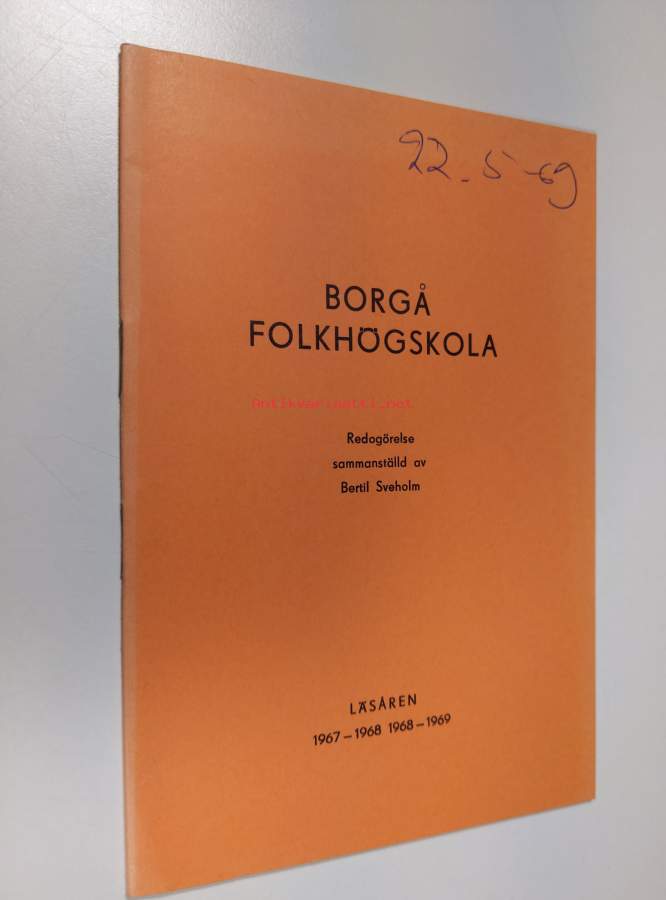 22-5-69
BORGÅ
FOLKHÖGSKOLA
Antikvariaatti.net
Redogörelse
sammanställd av
Bertil Sveholm
LÄSÅREN
1967–1968 1968–1969